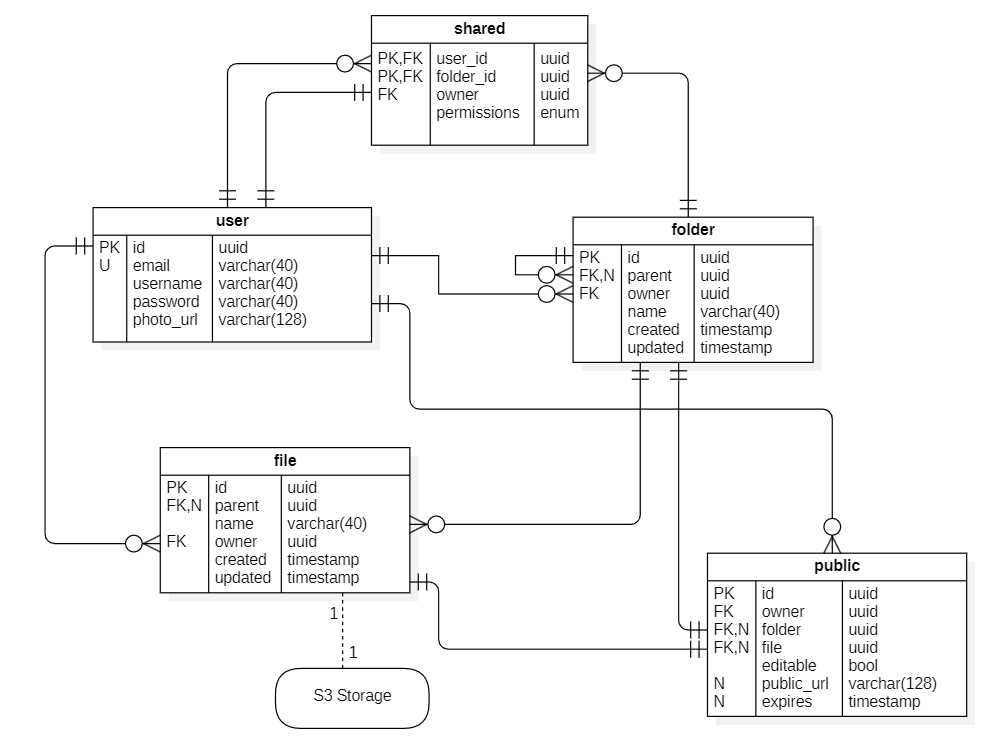 shared
PK,FK user_id uuid
PK,FK folder_id uuid
FK owner uuid
permissions enum
user
PK id uuid
U email varchar(40)
username varchar(40)
password varchar(40)
photo_url varchar(128)
folder
PK id uuid
FK,N parent uuid
FK owner uuid
name varchar(40)
created timestamp
updated timestamp
file
PK id uuid
FK,N parent uuid
name varchar(40)
FK owner uuid
created timestamp
updated timestamp
public
PK id uuid
FK owner uuid
FK,N folder uuid
FK,N file uuid
editable bool
N public_url varchar(128)
N expires timestamp
1
1
S3 Storage